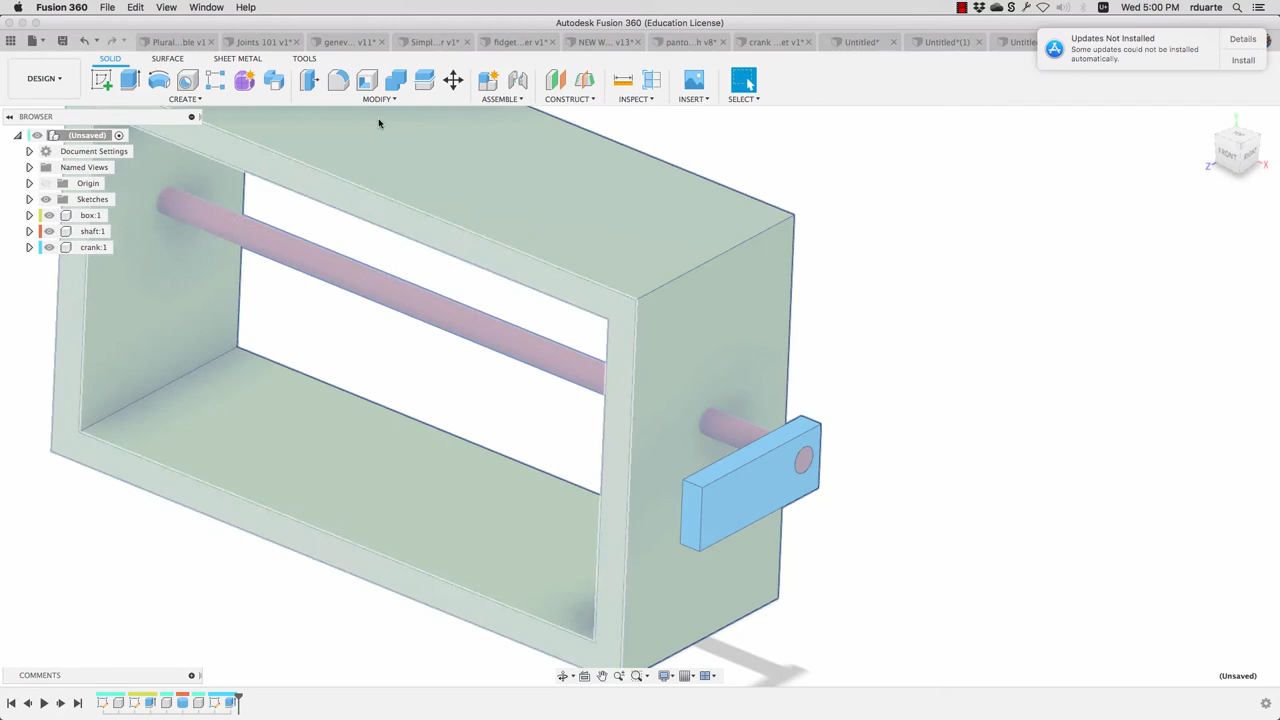 Fusion 360 File Edit View Window Help
Wed 5:00 PM rduarte
Autodesk Fusion 360 (Education License)
Plural...ble v1 Joints 101 v1* genev... v11* Simpl...r v1* fidget...er v1* NEW W... v13* panto...h v8* crank ...et v1* Untitled* Untitled*(1)
Updates Not Installed
Some updates could not be installed
automatically.
Details
Install
SOLID SURFACE SHEET METAL TOOLS
DESIGN
CREATE MODIFY ASSEMBLE CONSTRUCT INSPECT INSERT SELECT
BROWSER
(Unsaved)
Document Settings
Named Views
Origin
Sketches
box:1
shaft:1
crank:1
FRONT RIGHT
Y
Z
X
COMMENTS
(Unsaved)